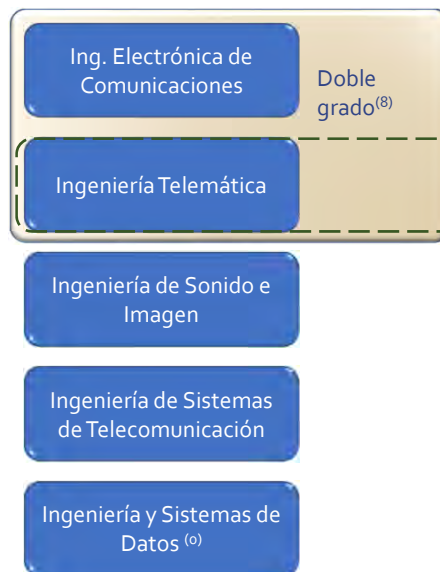 Ing. Electrónica de
Comunicaciones
Doble
grado⁽⁸⁾
Ingeniería Telemática
Ingeniería de Sonido e
Imagen
Ingeniería de Sistemas
de Telecomunicación
Ingeniería y Sistemas de
Datos ⁽⁰⁾